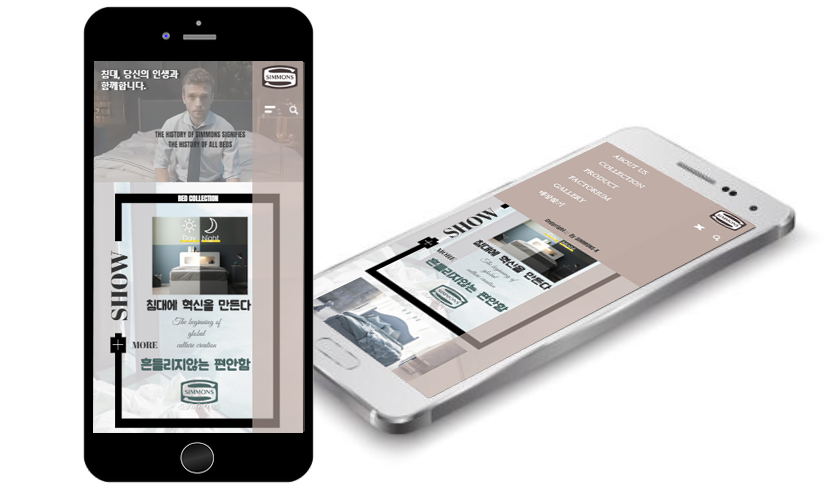 침대, 당신의 인생과
함께합니다.
SIMMONS
THE HISTORY OF SIMMONS SIGNIFIES
THE HISTORY OF ALL BEDS
BED COLLECTION
Day Night
SHOW
침대에 혁신을 만든다
The beginning of
global
culture creation
MORE
흔들리지않는 편안함
SIMMONS
ABOUT US
COLLECTION
PRODUCT
FACTORIUM
GALLERY
매장찾기
SIMMONS
SHOW
MORE
침대에 혁신을 만든다
The beginning of
global
culture creation
흔들리지않는 편안함
SIMMONS